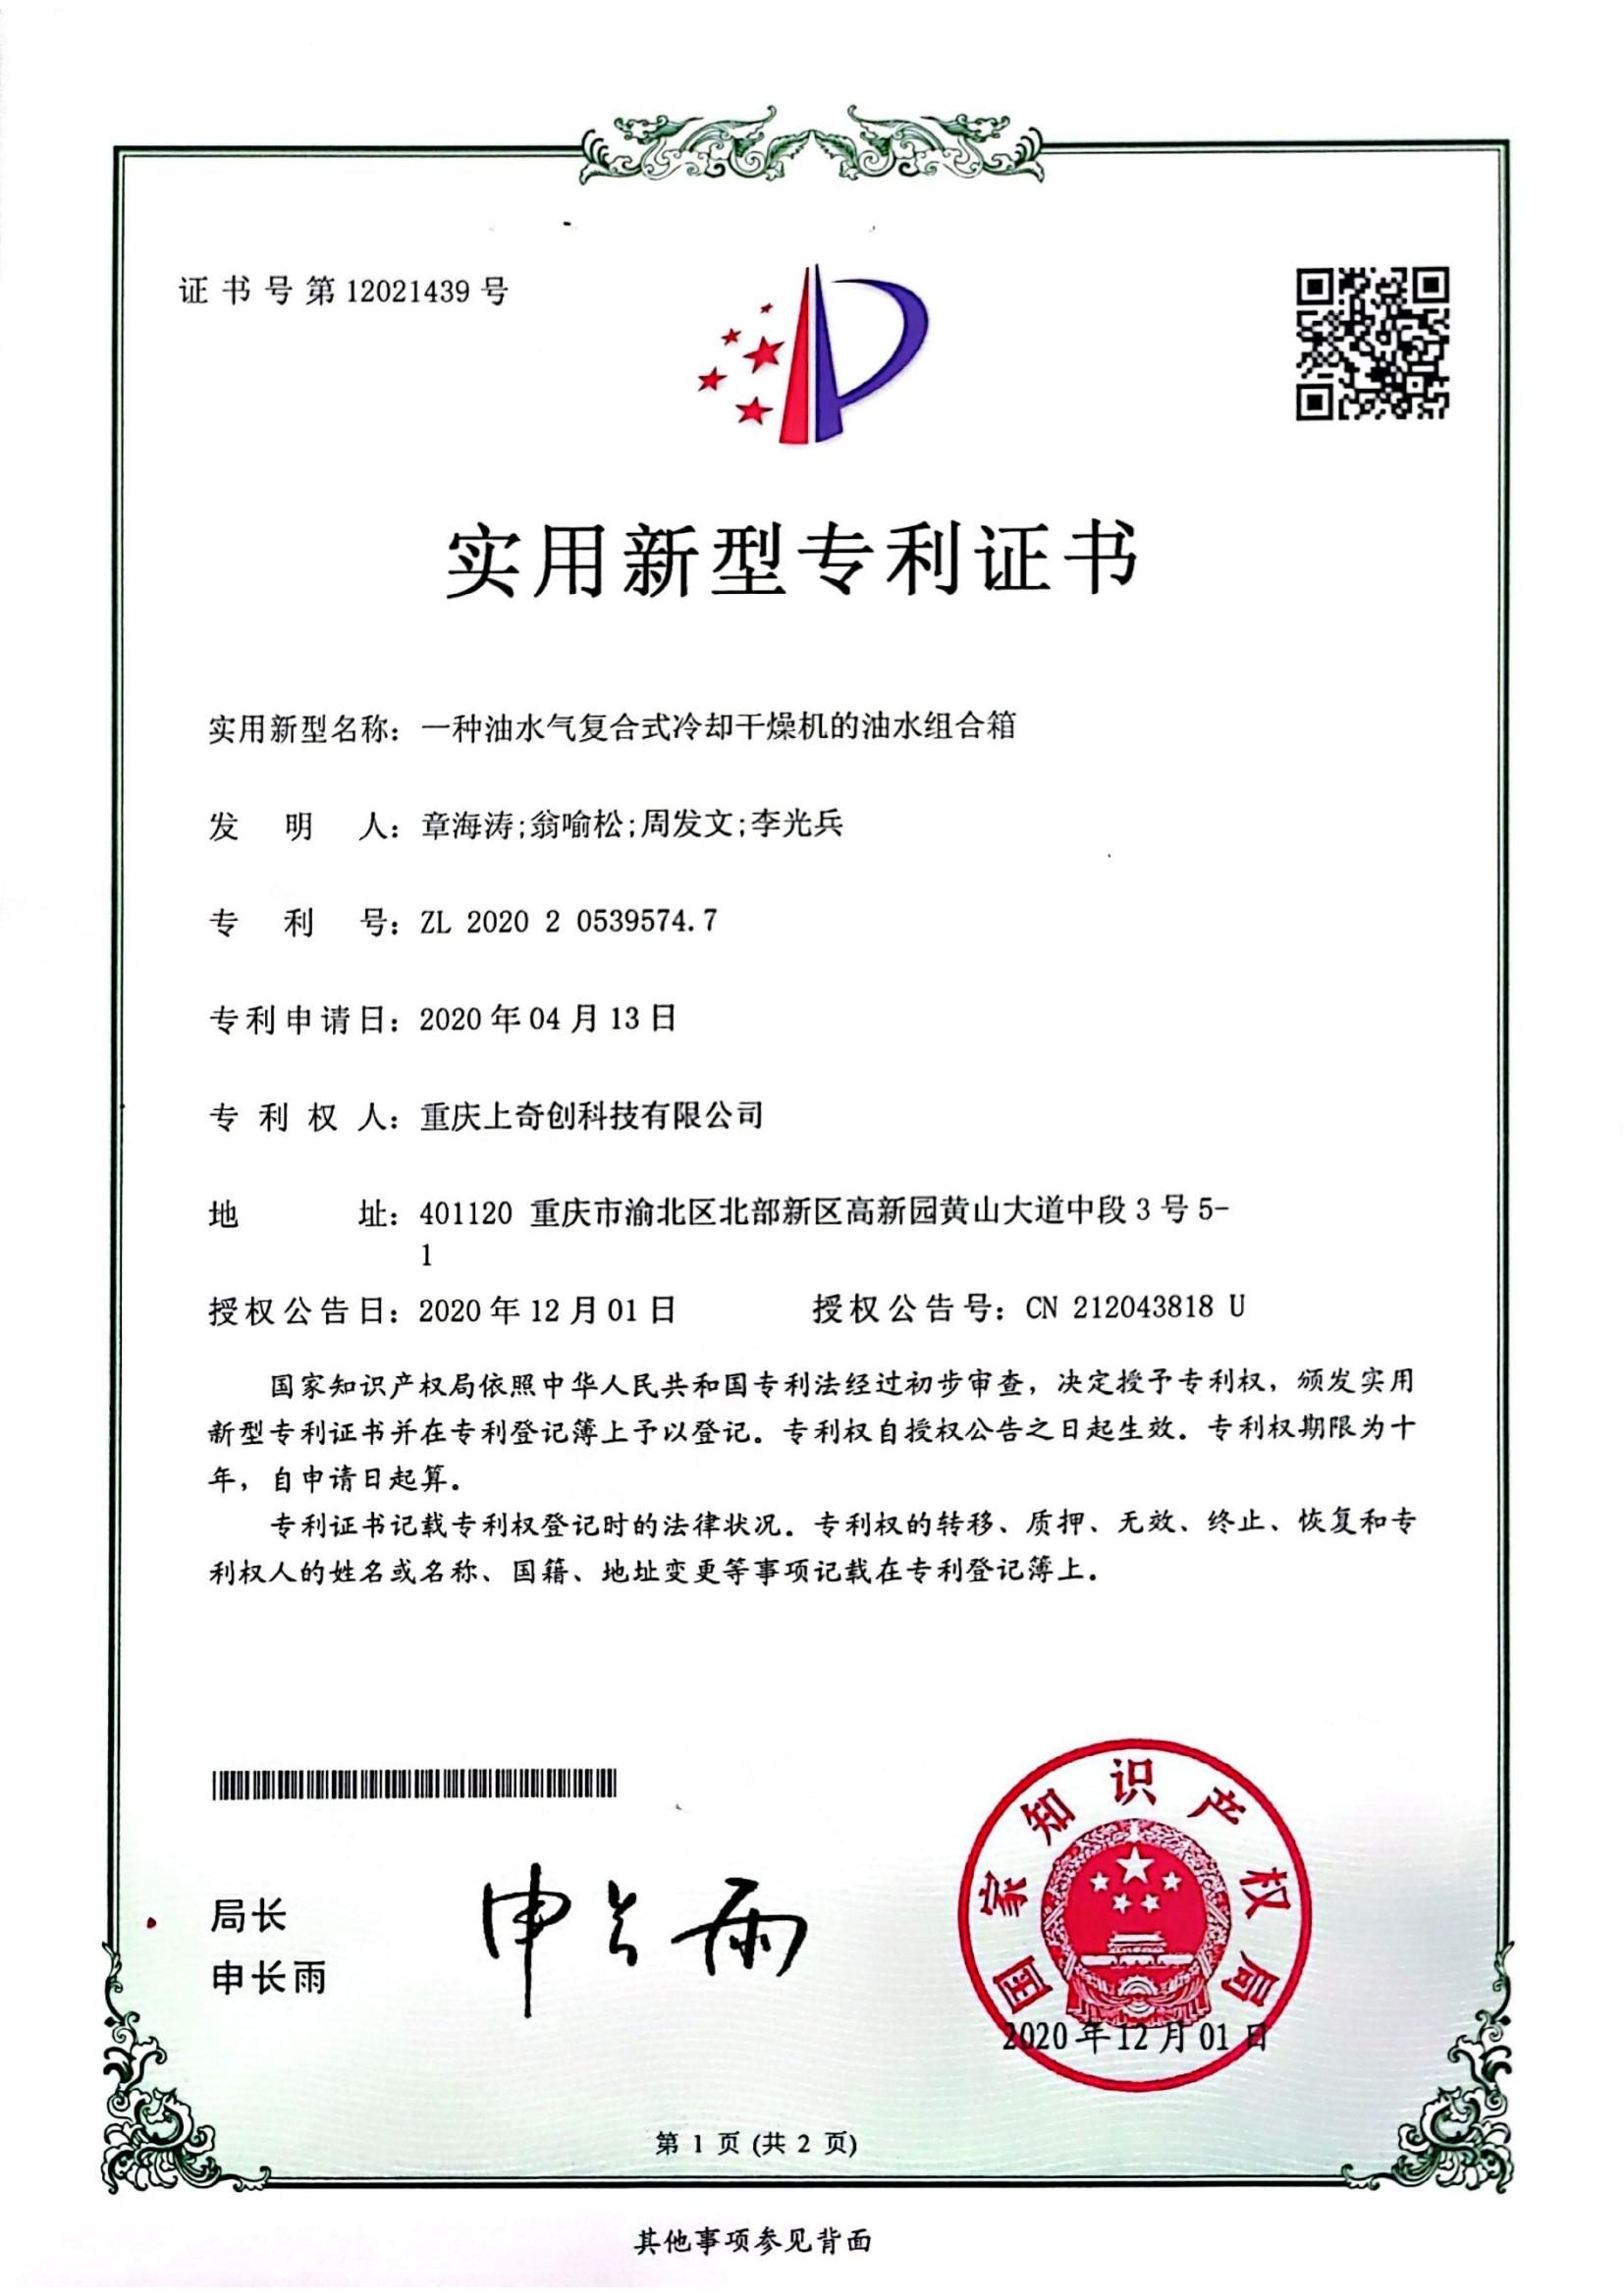 证书号第12021439号
实用新型专利证书
实用新型名称：一种油水气复合式冷却干燥机的油水组合箱
发明人：章海涛;翁喻松;周发文;李光兵
专利号：ZL 2020 2 0539574.7
专利申请日：2020年04月13日
专利权人：重庆上奇创科技有限公司
地址：401120 重庆市渝北区北部新区高新园黄山大道中段3号5-
1
授权公告日：2020年12月01日 授权公告号：CN 212043818 U
国家知识产权局依照中华人民共和国专利法经过初步审查，决定授予专利权，颁发实用
新型专利证书并在专利登记簿上予以登记。专利权自授权公告之日起生效。专利权期限为十
年，自申请日起算。
专利证书记载专利权登记时的法律状况。专利权的转移、质押、无效、终止、恢复和专
利权人的姓名或名称、国籍、地址变更等事项记载在专利登记簿上。
局长
申长雨
申长雨
国家知识产权局
2020年12月01日
第 1 页 (共 2 页)
其他事项参见背面